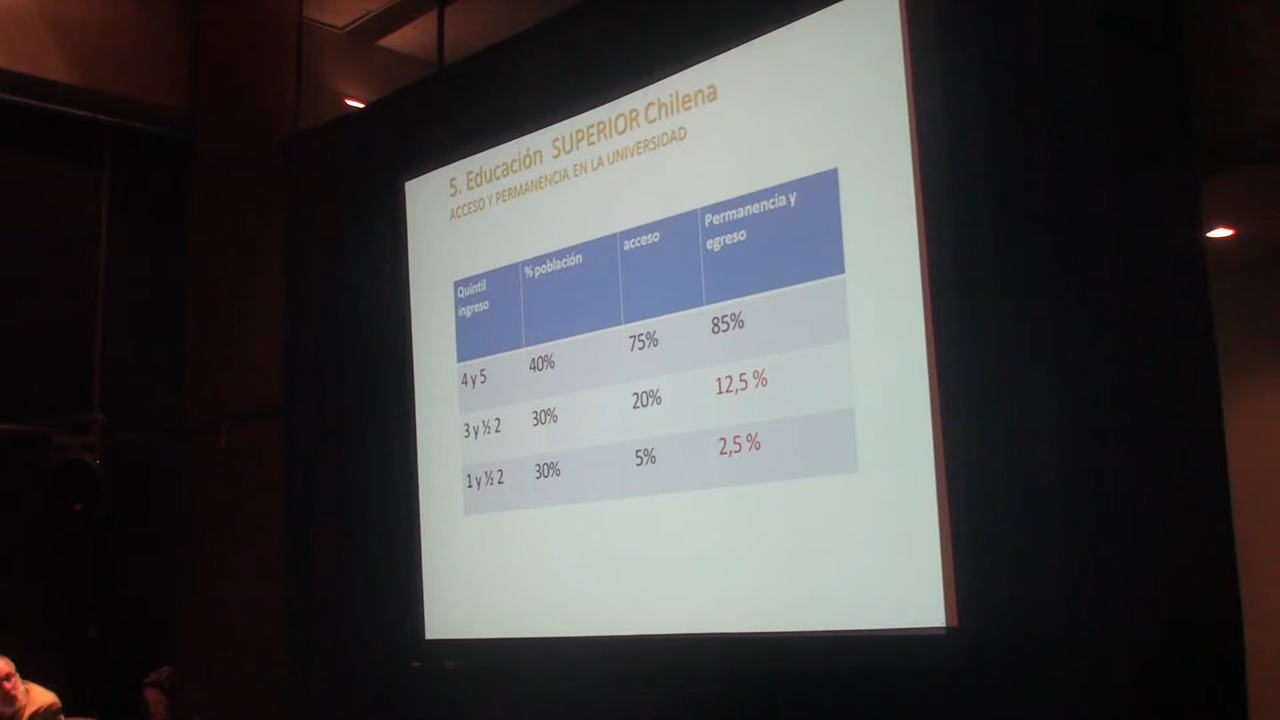 5. Educación SUPERIOR Chilena
ACCESO Y PERMANENCIA EN LA UNIVERSIDAD
Quintil ingreso % población acceso Permanencia y egreso
4 y 5 40% 75% 85%
3 y ½ 2 30% 20% 12,5 %
1 y ½ 2 30% 5% 2,5 %